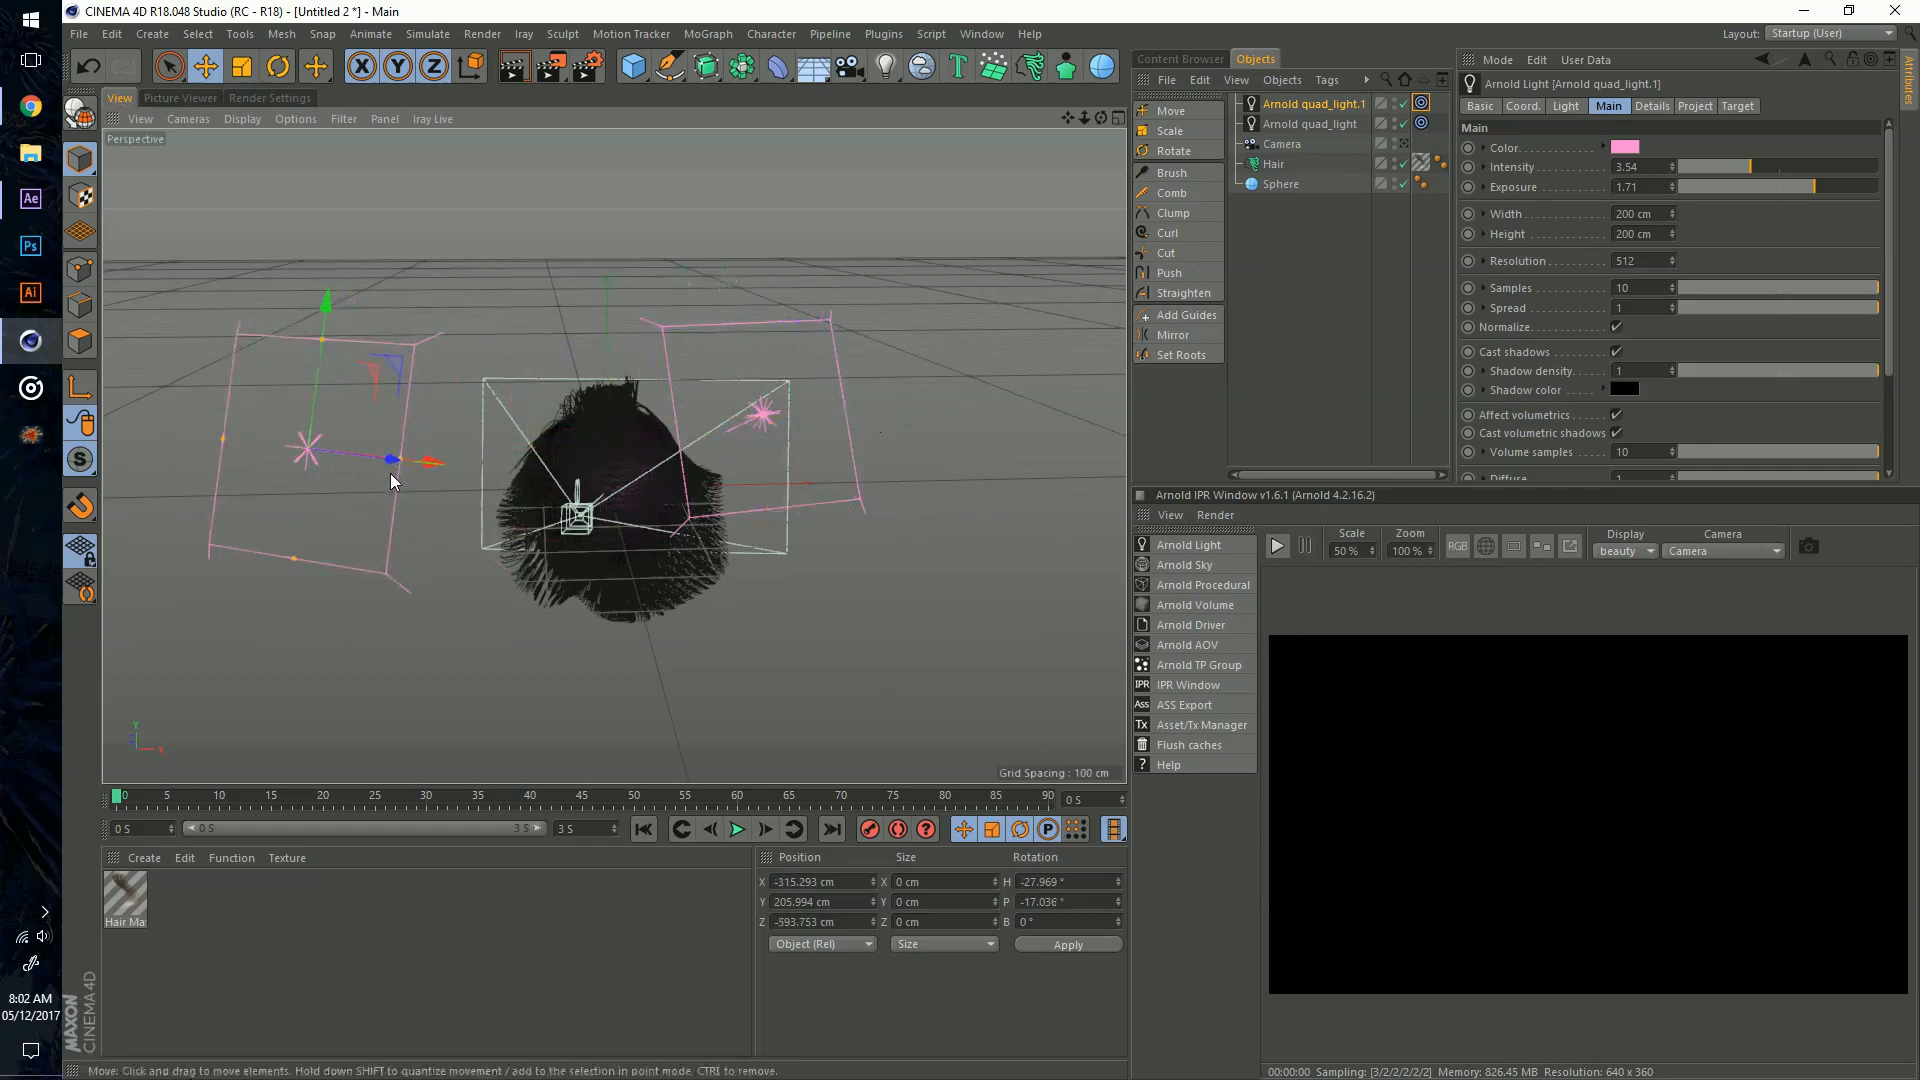 CINEMA 4D R18.048 Studio (RC - R18) - [Untitled 2 *] - Main
File Edit Create Select Tools Mesh Snap Animate Simulate Render Iray Sculpt Motion Tracker MoGraph Character Pipeline Plugins Script Window Help
Layout: Startup (User)
X Y Z
View Picture Viewer Render Settings
View Cameras Display Options Filter Panel Iray Live
Perspective
Grid Spacing : 100 cm
Y
X
0 5 10 15 20 25 30 35 40 45 50 55 60 65 70 75 80 85 90 0 S
0 S 0 S 3 S 3 S
Create Edit Function Texture
Hair Ma
Position Size Rotation
X -315.293 cm X 0 cm H -27.969 °
Y 205.994 cm Y 0 cm P -17.036 °
Z -593.753 cm Z 0 cm B 0 °
Object (Rel) Size Apply
Move: Click and drag to move elements. Hold down SHIFT to quantize movement / add to the selection in point mode, CTRL to remove.
MAXON
CINEMA 4D
Ae
Ps
Ai
8:02 AM
05/12/2017
Content Browser Objects
File Edit View Objects Tags
Move
Scale
Rotate
Brush
Comb
Clump
Curl
Cut
Push
Straighten
Add Guides
Mirror
Set Roots
Arnold quad_light.1
Arnold quad_light
Camera
Hair
Sphere
Attributes
Mode Edit User Data
Arnold Light [Arnold quad_light.1]
Basic Coord. Light Main Details Project Target
Main
Color
Intensity 3.54
Exposure 1.71
Width 200 cm
Height 200 cm
Resolution 512
Samples 10
Spread 1
Normalize
Cast shadows
Shadow density 1
Shadow color
Affect volumetrics
Cast volumetric shadows
Volume samples 10
Diffuse 1
Arnold IPR Window v1.6.1 (Arnold 4.2.16.2)
View Render
Arnold Light
Arnold Sky
Arnold Procedural
Arnold Volume
Arnold Driver
Arnold AOV
Arnold TP Group
IPR IPR Window
Ass ASS Export
Tx Asset/Tx Manager
Flush caches
? Help
Scale Zoom Display Camera
50 % 100 % RGB beauty Camera
00:00:00 Sampling: [3/2/2/2/2/2] Memory: 826.45 MB Resolution: 640 x 360